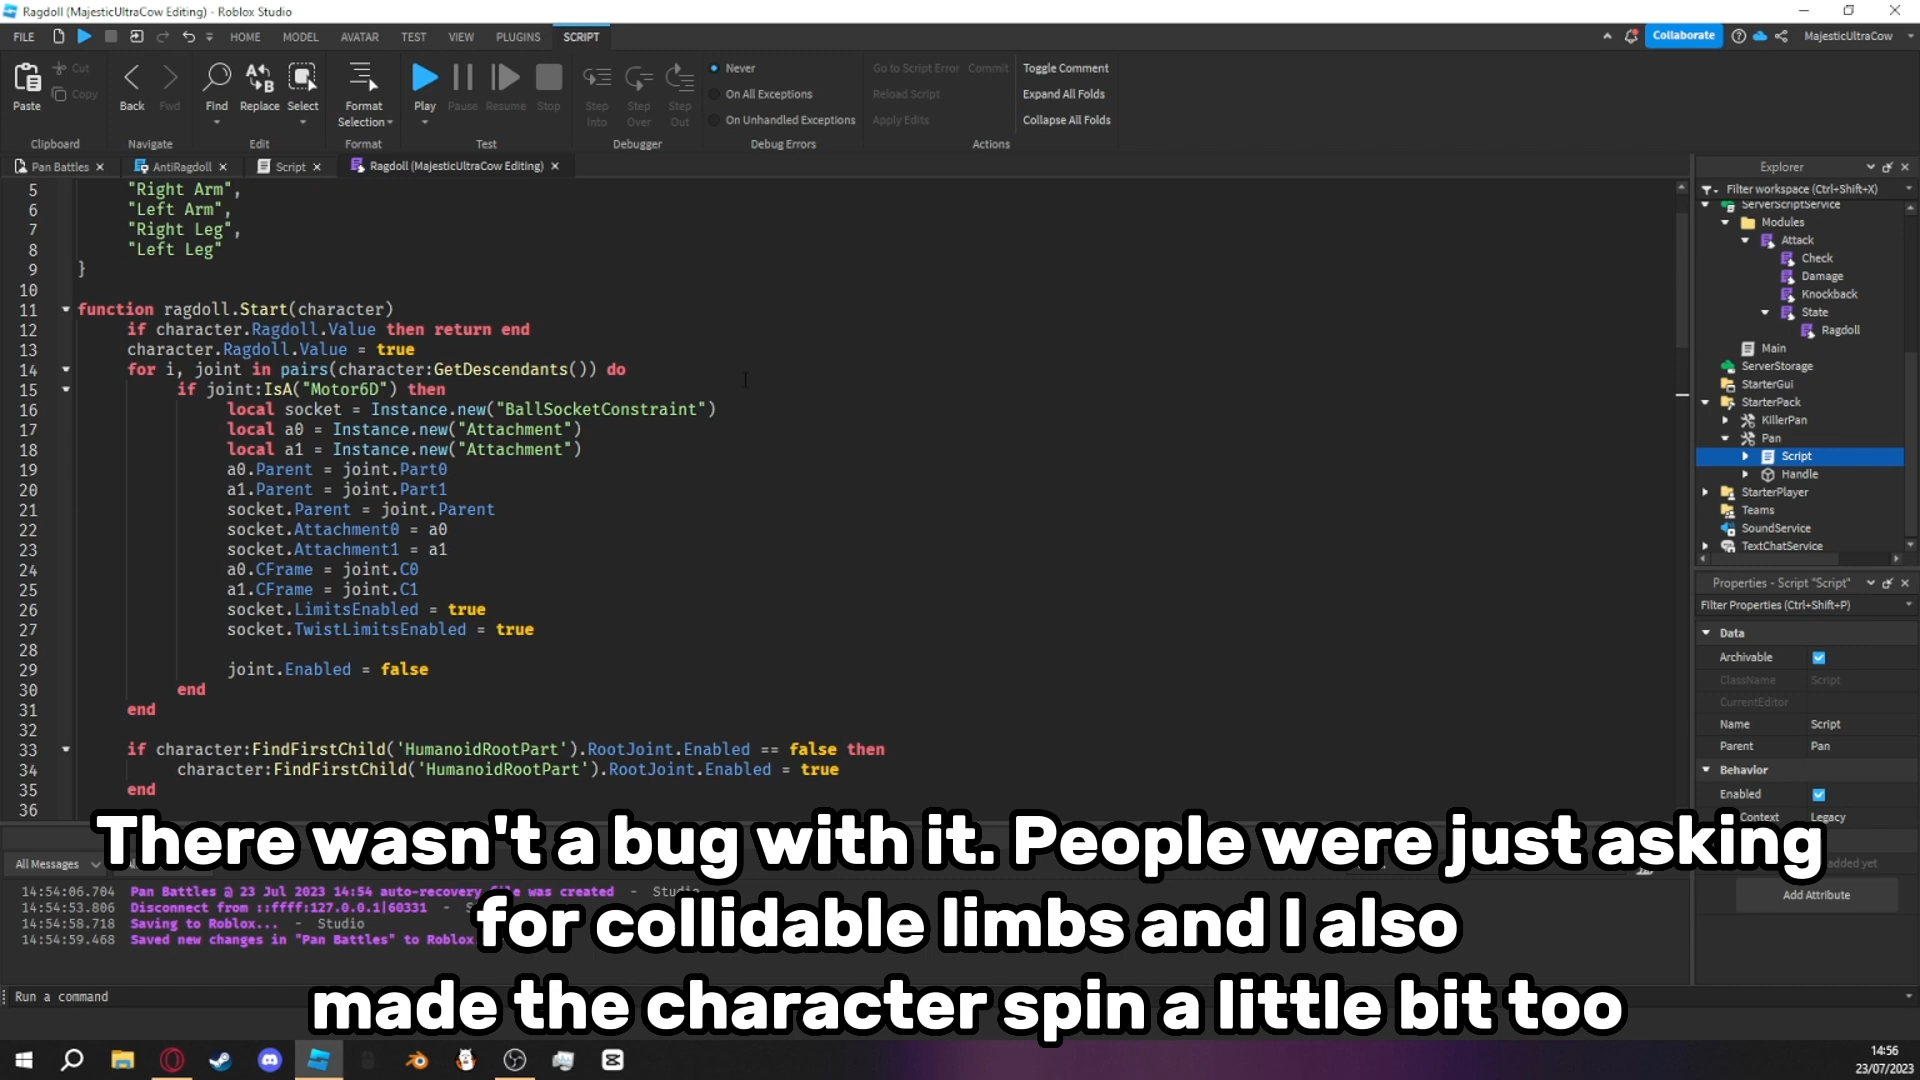 Ragdoll (MajesticUltraCow Editing) - Roblox Studio
FILE HOME MODEL AVATAR TEST VIEW PLUGINS SCRIPT Collaborate MajesticUltraCow
Paste Cut Copy Back Fwd Find Replace Select Format Selection Play Pause Resume Stop Step Into Step Over Step Out
Never Go to Script Error Commit Toggle Comment
On All Exceptions Reload Script Expand All Folds
On Unhandled Exceptions Apply Edits Collapse All Folds
Clipboard Navigate Edit Format Test Debugger Debug Errors Actions
Pan Battles AntiRagdoll Script Ragdoll (MajesticUltraCow Editing)
5 "Right Arm",
6 "Left Arm",
7 "Right Leg",
8 "Left Leg"
9 }
10
11 function ragdoll.Start(character)
12 if character.Ragdoll.Value then return end
13 character.Ragdoll.Value = true
14 for i, joint in pairs(character:GetDescendants()) do
15 if joint:IsA("Motor6D") then
16 local socket = Instance.new("BallSocketConstraint")
17 local a0 = Instance.new("Attachment")
18 local a1 = Instance.new("Attachment")
19 a0.Parent = joint.Part0
20 a1.Parent = joint.Part1
21 socket.Parent = joint.Parent
22 socket.Attachment0 = a0
23 socket.Attachment1 = a1
24 a0.CFrame = joint.C0
25 a1.CFrame = joint.C1
26 socket.LimitsEnabled = true
27 socket.TwistLimitsEnabled = true
28
29 joint.Enabled = false
30 end
31 end
32
33 if character:FindFirstChild('HumanoidRootPart').RootJoint.Enabled == false then
34 character:FindFirstChild('HumanoidRootPart').RootJoint.Enabled = true
35 end
36
Explorer
Filter workspace (Ctrl+Shift+X)
ServerScriptService
Modules
Attack
Check
Damage
Knockback
State
Ragdoll
Main
ServerStorage
StarterGui
StarterPack
KillerPan
Pan
Script
Handle
StarterPlayer
Teams
SoundService
TextChatService
Properties - Script "Script"
Filter Properties (Ctrl+Shift+P)
Data
Archivable
ClassName Script
CurrentEditor
Name Script
Parent Pan
Behavior
Enabled
Context Legacy
added yet
Add Attribute
All Messages
14:54:06.704 Pan Battles @ 23 Jul 2023 14:54 auto-recovery file was created - Studio
14:54:53.806 Disconnect from ::ffff:127.0.0.1|60331 -
14:54:58.718 Saving to Roblox... - Studio
14:54:59.468 Saved new changes in "Pan Battles" to Roblox
There wasn't a bug with it. People were just asking
for collidable limbs and I also
made the character spin a little bit too
Run a command
14:56
23/07/2023